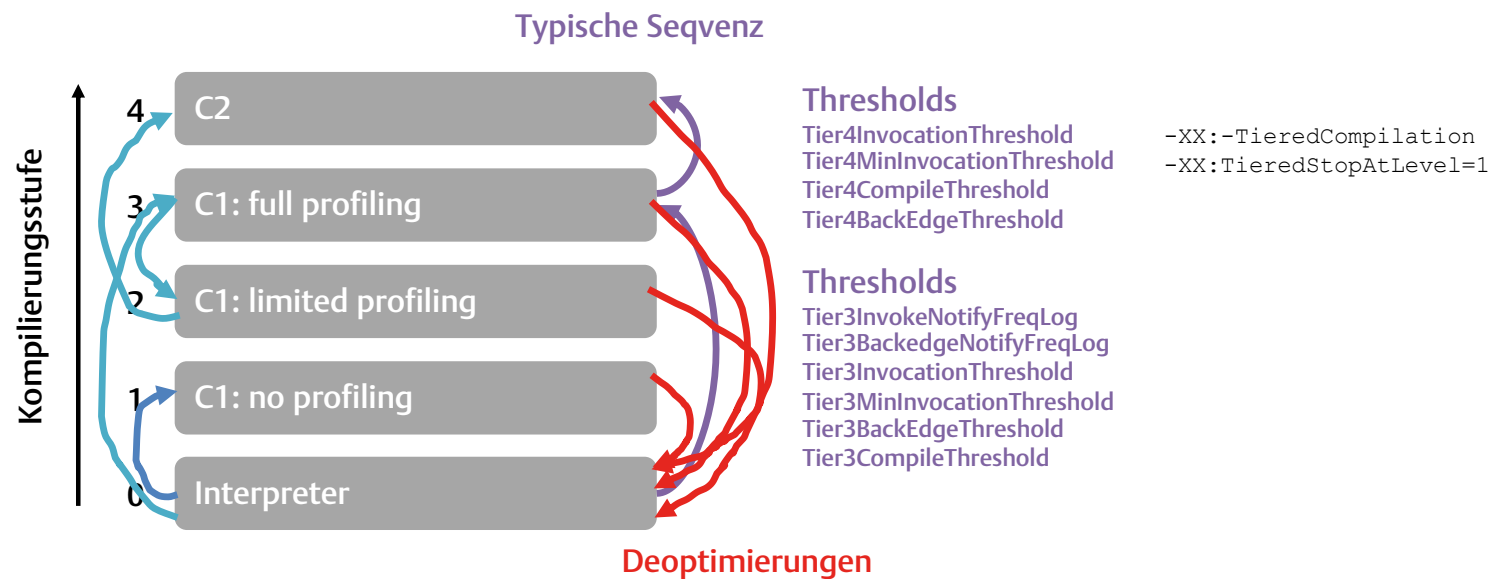 Typische Seqvenz
Kompilierungsstufe
4
C2
3
C1: full profiling
2
C1: limited profiling
1
C1: no profiling
0
Interpreter
Deoptimierungen
Thresholds
Tier4InvocationThreshold
Tier4MinInvocationThreshold
Tier4CompileThreshold
Tier4BackEdgeThreshold
-XX:-TieredCompilation
-XX:TieredStopAtLevel=1
Thresholds
Tier3InvokeNotifyFreqLog
Tier3BackedgeNotifyFreqLog
Tier3InvocationThreshold
Tier3MinInvocationThreshold
Tier3BackEdgeThreshold
Tier3CompileThreshold